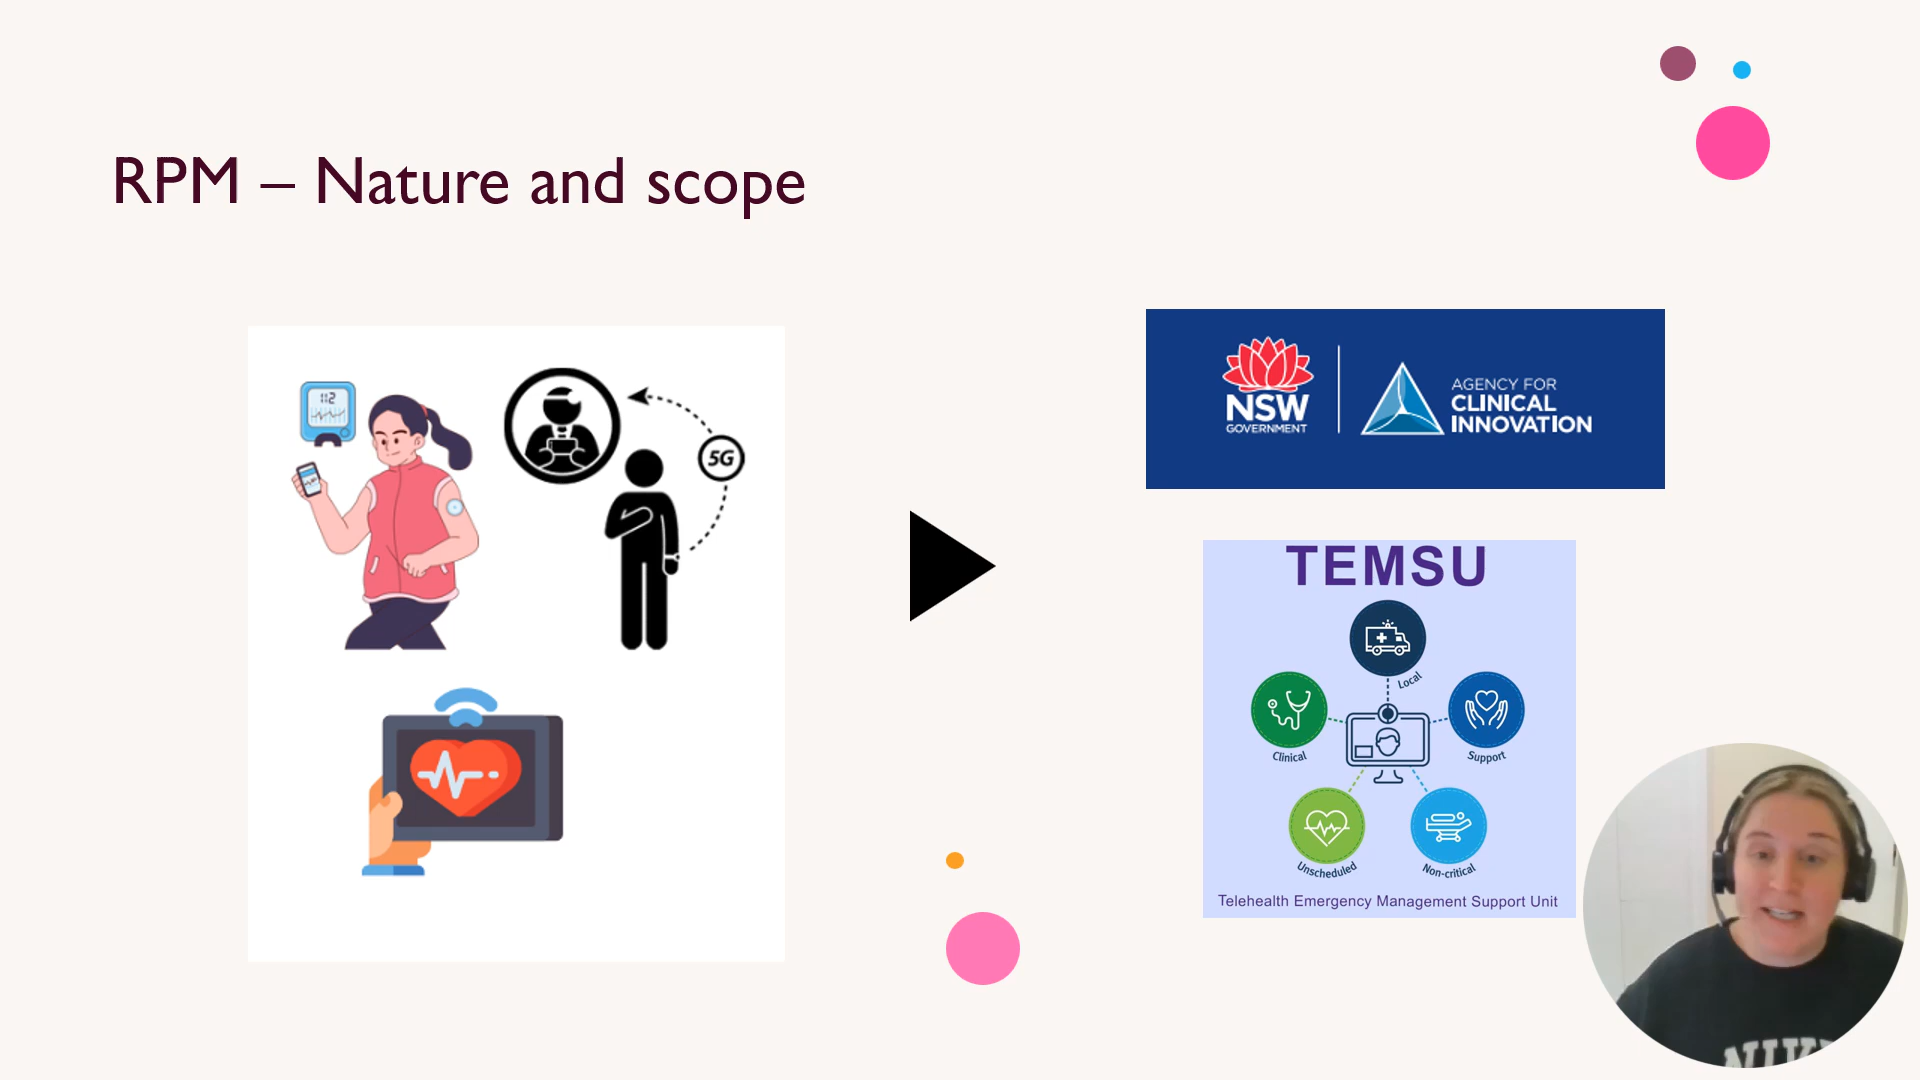 RPM – Nature and scope
112
5G
NSW
GOVERNMENT
AGENCY FOR
CLINICAL
INNOVATION
TEMSU
Local
Clinical
Support
Unscheduled
Non-critical
Telehealth Emergency Management Support Unit